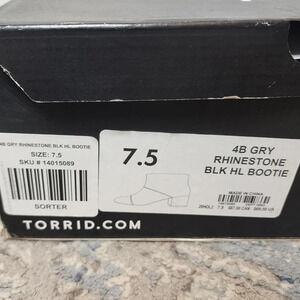 4B GRY RHINESTONE BLK HL BOOTIE
SIZE: 7.5
SKU # 14015089
SORTER
7.5
4B GRY
RHINESTONE
BLK HL BOOTIE
MADE IN CHINA
TORRID.COM